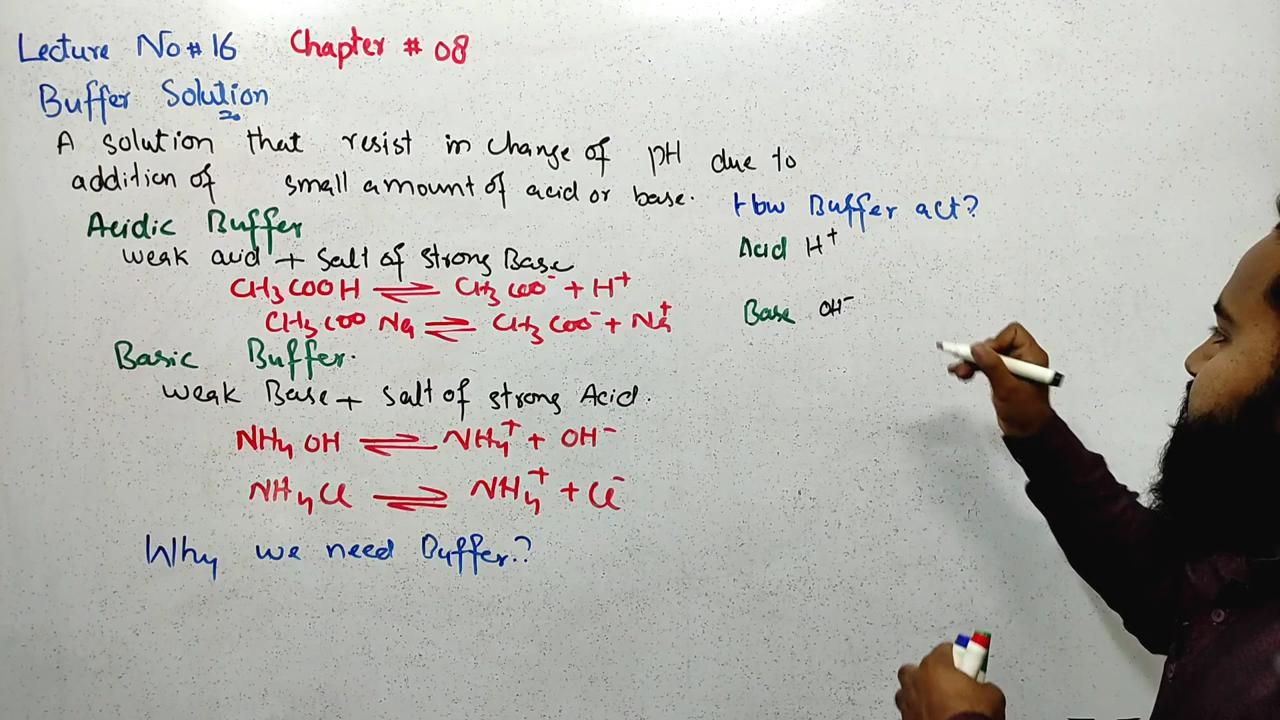 Lecture No # 16 Chapter # 08
Buffer Solution
A solution that resist in change of pH due to
addition of small amount of acid or base.
Acidic Buffer
weak acid + salt of strong Base
CH3COOH ⇌ CH3COO⁻ + H⁺
CH3COO Na ⇌ CH3COO⁻ + Na⁺
Basic Buffer.
weak Base + salt of strong Acid.
NH4OH ⇌ NH4⁺ + OH⁻
NH4Cl ⇌ NH4⁺ + Cl⁻
Why we need Buffer?
How Buffer act?
Acid H⁺
Base OH⁻